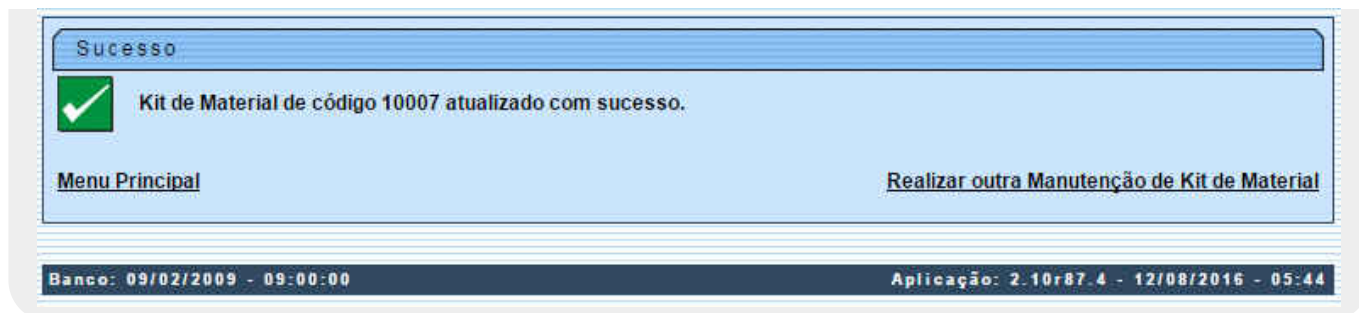 Sucesso
Kit de Material de código 10007 atualizado com sucesso.
Menu Principal Realizar outra Manutenção de Kit de Material
Banco: 09/02/2009 - 09:00:00 Aplicação: 2.10r87.4 - 12/08/2016 - 05:44